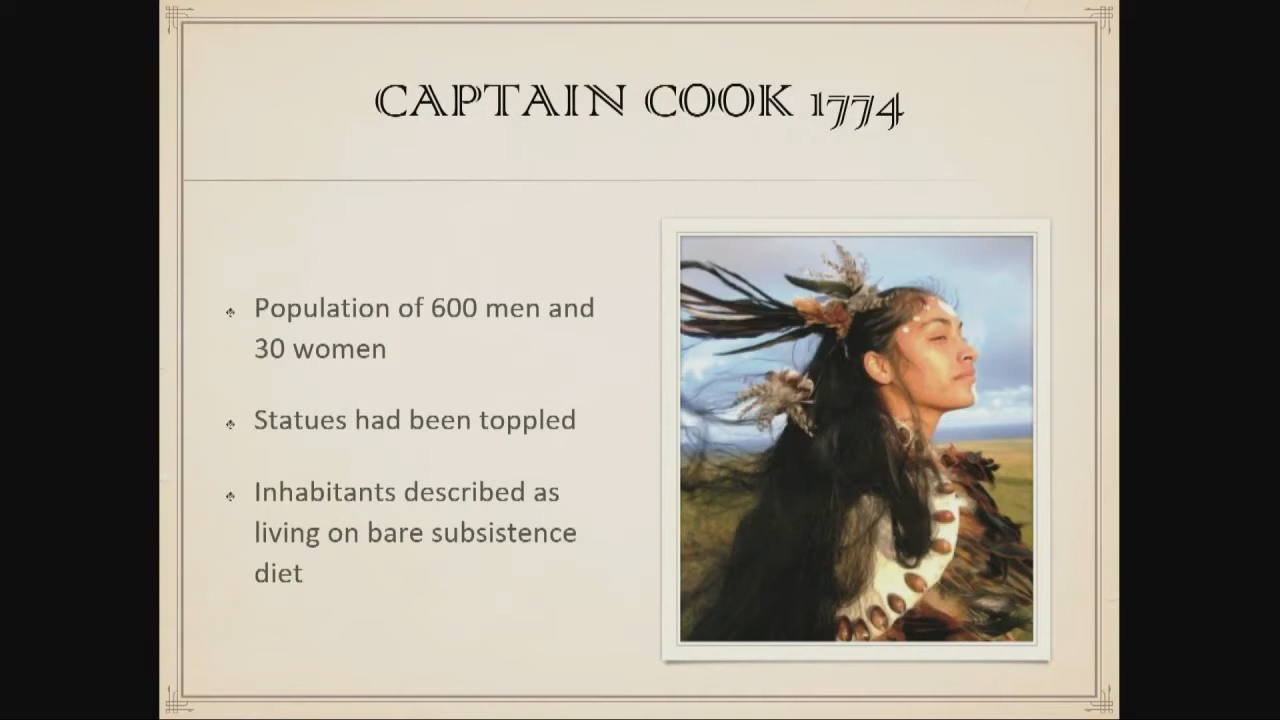 CAPTAIN COOK 1774
Population of 600 men and
30 women
Statues had been toppled
Inhabitants described as
living on bare subsistence
diet